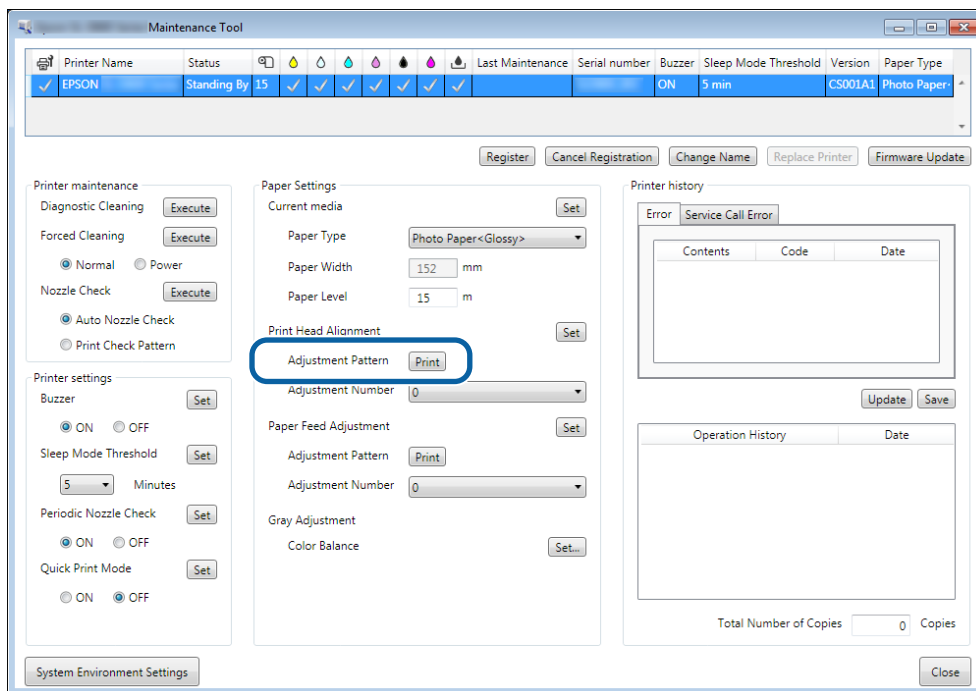 Maintenance Tool
Printer Name Status Last Maintenance Serial number Buzzer Sleep Mode Threshold Version Paper Type
EPSON Standing By 15 ON 5 min CS001A1 Photo Paper
Register Cancel Registration Change Name Replace Printer Firmware Update
Printer maintenance
Diagnostic Cleaning Execute
Forced Cleaning Execute
Normal Power
Nozzle Check Execute
Auto Nozzle Check
Print Check Pattern
Printer settings
Buzzer Set
ON OFF
Sleep Mode Threshold Set
5 Minutes
Periodic Nozzle Check Set
ON OFF
Quick Print Mode Set
ON OFF
Paper Settings
Current media Set
Paper Type Photo Paper<Glossy>
Paper Width 152 mm
Paper Level 15 m
Print Head Alignment Set
Adjustment Pattern Print
Adjustment Number 0
Paper Feed Adjustment Set
Adjustment Pattern Print
Adjustment Number 0
Gray Adjustment
Color Balance Set...
Printer history
Error Service Call Error
Contents Code Date
Update Save
Operation History Date
Total Number of Copies 0 Copies
System Environment Settings Close